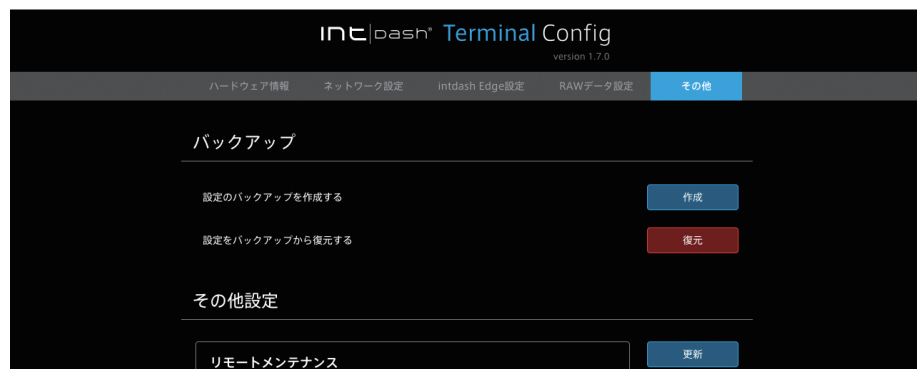 intdash® Terminal Config
version 1.7.0
ハードウェア情報 ネットワーク設定 intdash Edge設定 RAWデータ設定 その他
バックアップ
設定のバックアップを作成する 作成
設定をバックアップから復元する 復元
その他設定
リモートメンテナンス 更新